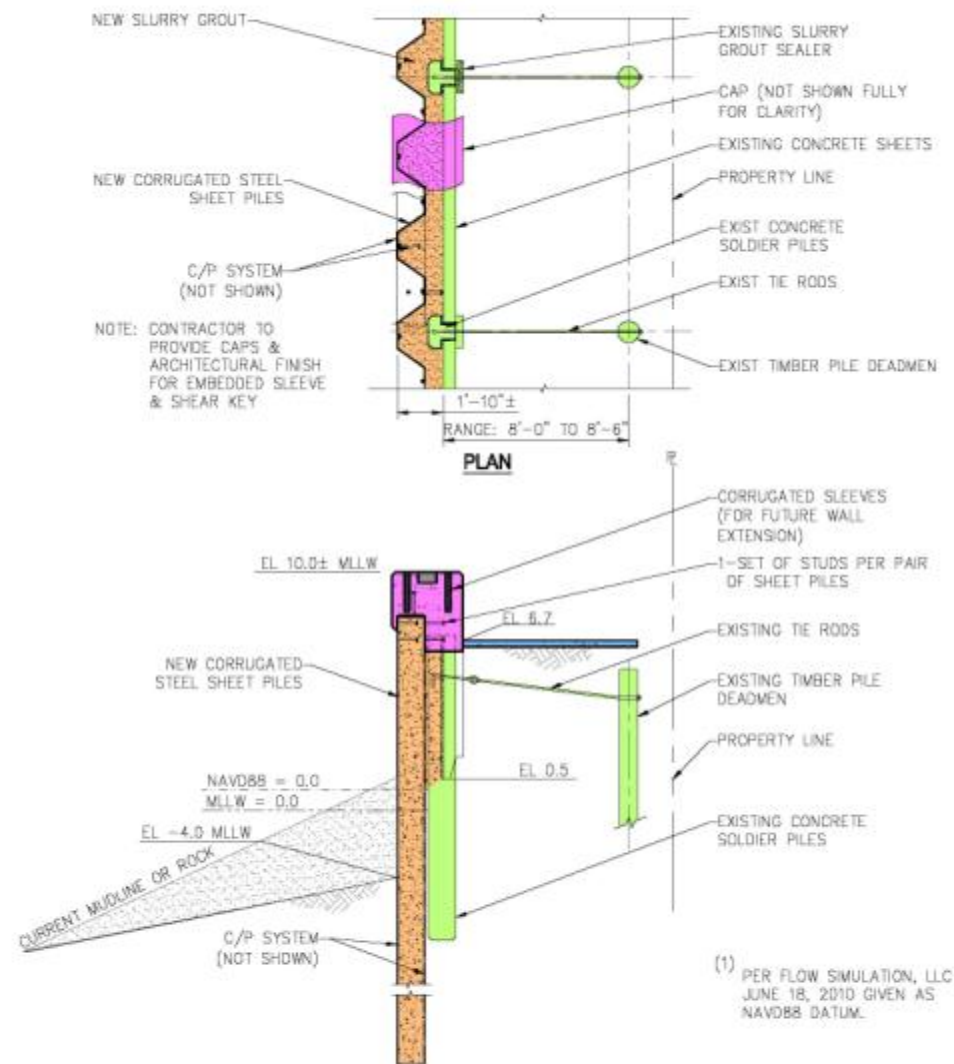 NEW SLURRY GROUT
EXISTING SLURRY
GROUT SEALER
CAP (NOT SHOWN FULLY
FOR CLARITY)
EXISTING CONCRETE SHEETS
NEW CORRUGATED STEEL
SHEET PILES
PROPERTY LINE
EXIST CONCRETE
SOLDIER PILES
C/P SYSTEM
(NOT SHOWN)
EXIST TIE RODS
NOTE: CONTRACTOR TO
PROVIDE CAPS &
ARCHITECTURAL FINISH
FOR EMBEDDED SLEEVE
& SHEAR KEY
EXIST TIMBER PILE DEADMEN
1'-10"±
RANGE: 8'-0" TO 8'-6"
PLAN
CORRUGATED SLEEVES
(FOR FUTURE WALL
EXTENSION)
EL 10.0± MLLW
1-SET OF STUDS PER PAIR
OF SHEET PILES
EL 6.7
EXISTING TIE RODS
NEW CORRUGATED
STEEL SHEET PILES
EXISTING TIMBER PILE
DEADMEN
PROPERTY LINE
EL 0.5
NAVD88 = 0.0
MLLW = 0.0
EL -4.0 MLLW
EXISTING CONCRETE
SOLDIER PILES
CURRENT MUDLINE OR ROCK
C/P SYSTEM
(NOT SHOWN)
(1) PER FLOW SIMULATION, LLC
JUNE 18, 2010 GIVEN AS
NAVD88 DATUM.